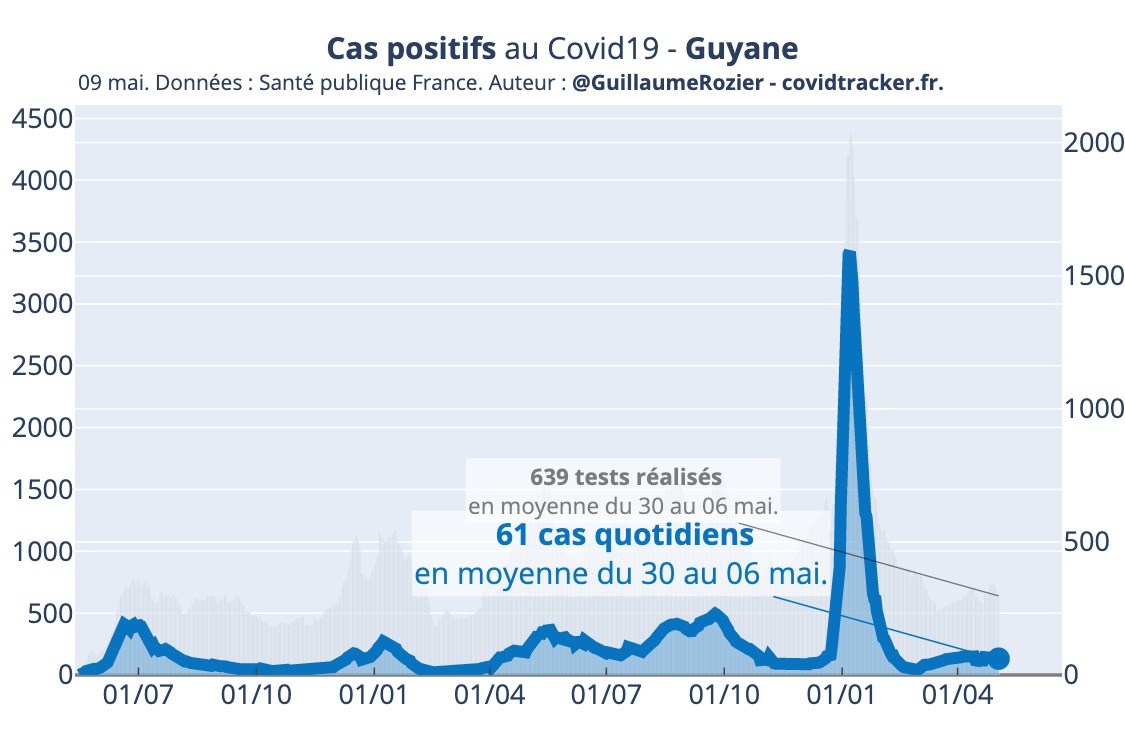 Cas positifs au Covid19 - Guyane
09 mai. Données : Santé publique France. Auteur : @GuillaumeRozier - covidtracker.fr.
4500
4000
3500
3000
2500
2000
1500
1000
500
0
2000
1500
1000
500
0
639 tests réalisés
en moyenne du 30 au 06 mai.
61 cas quotidiens
en moyenne du 30 au 06 mai.
01/07 01/10 01/01 01/04 01/07 01/10 01/01 01/04